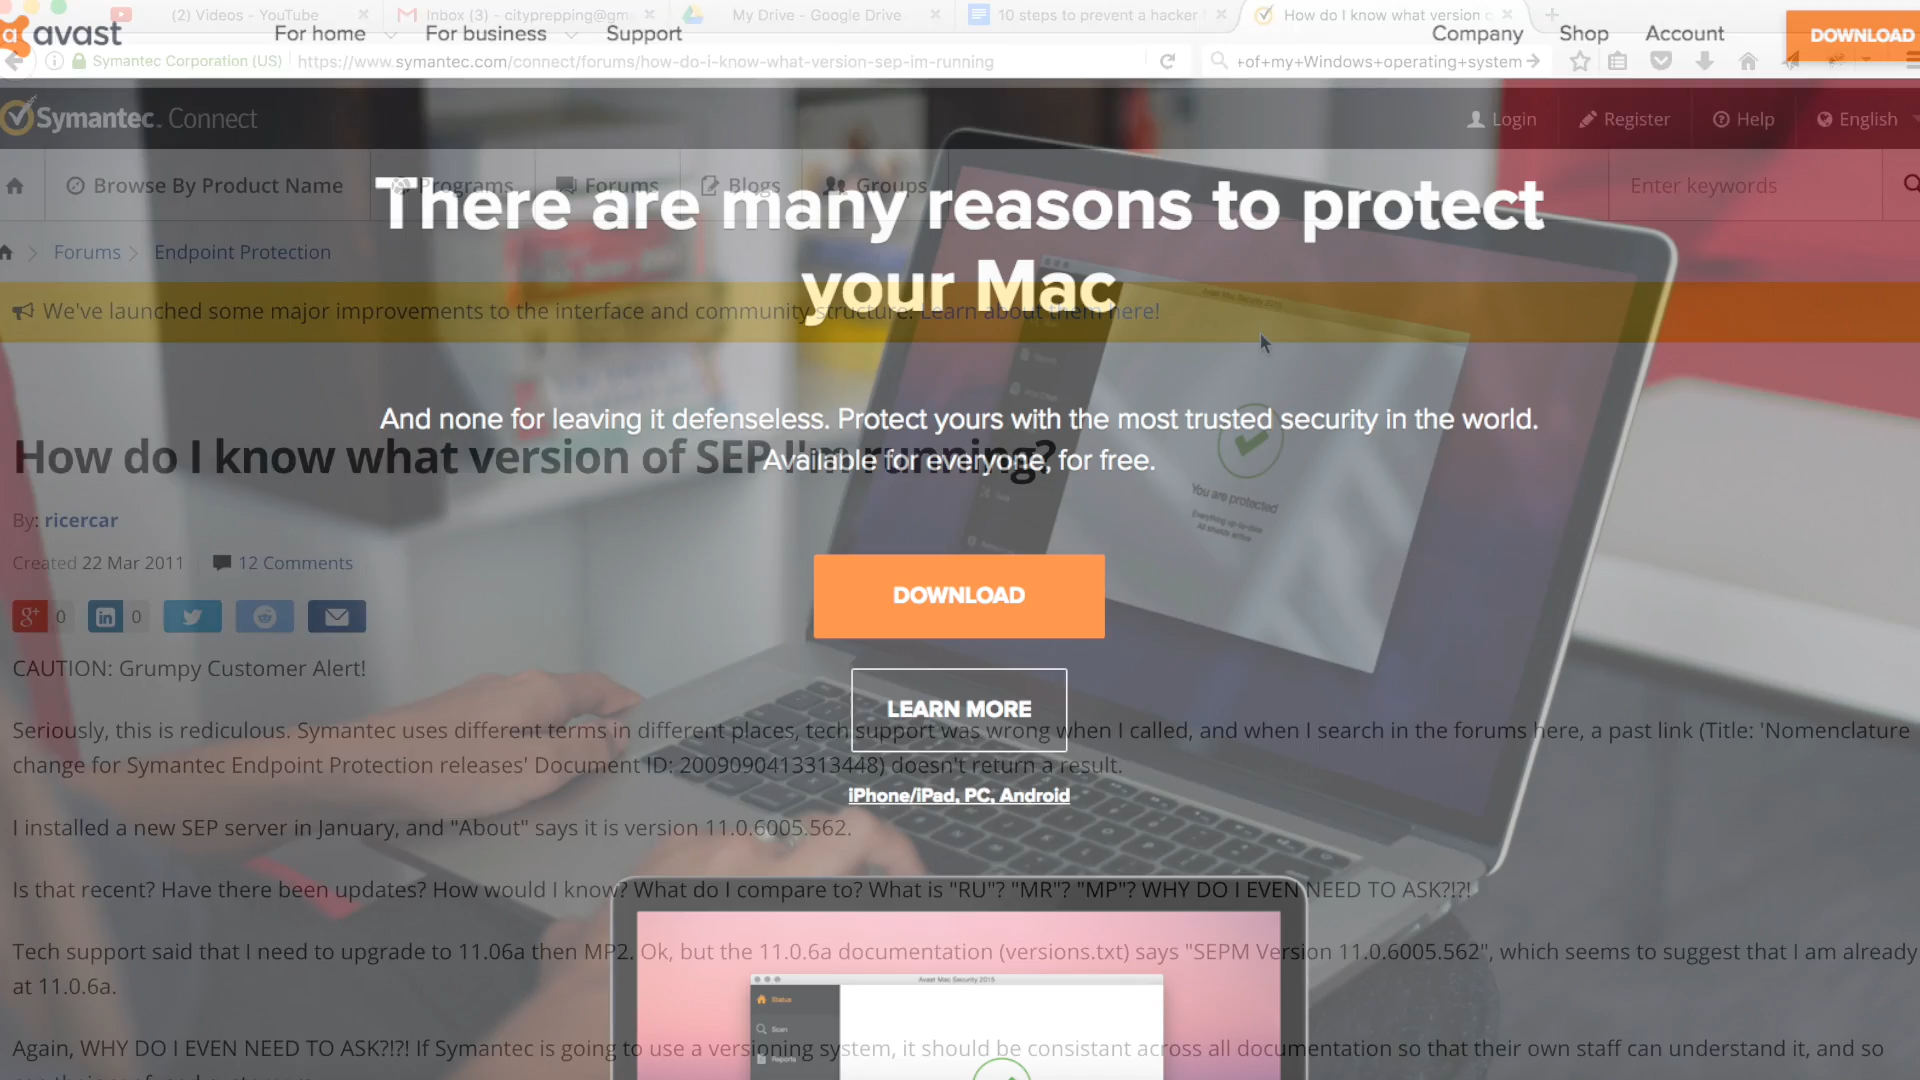 (2) Videos - YouTube
Inbox (3) - cityprepping@gm
My Drive - Google Drive
10 steps to prevent a hacker
How do I know what version
avast
For home
For business
Support
Company
Shop
Account
DOWNLOAD
Symantec Corporation (US)
https://www.symantec.com/connect/forums/how-do-i-know-what-version-sep-im-running
+of+my+Windows+operating+system
Symantec. Connect
Login
Register
Help
English
Browse By Product Name
Programs
Forums
Blogs
Groups
Enter keywords
There are many reasons to protect
your Mac
Forums
Endpoint Protection
We've launched some major improvements to the interface and community structure. Learn about them here!
And none for leaving it defenseless. Protect yours with the most trusted security in the world.
Available for everyone, for free.
How do I know what version of SEP I'm running?
You are protected
Everything up-to-date
All shields active
By: ricercar
Created 22 Mar 2011
12 Comments
g+ 0
in 0
DOWNLOAD
CAUTION: Grumpy Customer Alert!
LEARN MORE
Seriously, this is rediculous. Symantec uses different terms in different places, tech support was wrong when I called, and when I search in the forums here, a past link (Title: 'Nomenclature
change for Symantec Endpoint Protection releases' Document ID: 2009090413313448) doesn't return a result.
iPhone/iPad, PC, Android
I installed a new SEP server in January, and "About" says it is version 11.0.6005.562.
Is that recent? Have there been updates? How would I know? What do I compare to? What is "RU"? "MR"? "MP"? WHY DO I EVEN NEED TO ASK?!?!
Tech support said that I need to upgrade to 11.06a then MP2. Ok, but the 11.0.6a documentation (versions.txt) says "SEPM Version 11.0.6005.562", which seems to suggest that I am already
at 11.0.6a.
Avast Mac Security 2015
Status
Scan
Reports
Again, WHY DO I EVEN NEED TO ASK?!?! If Symantec is going to use a versioning system, it should be consistant across all documentation so that their own staff can understand it, and so